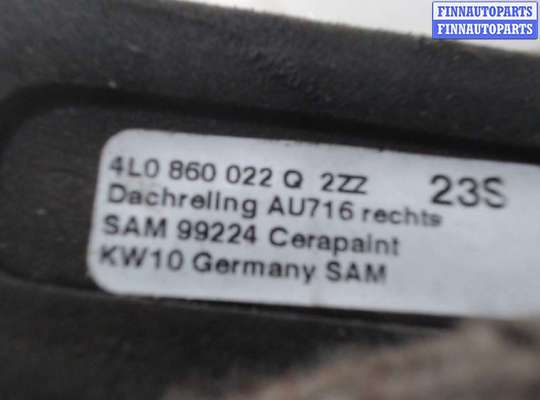 FINNAUTOPARTS
FINNAUTOPARTS
4L0 860 022 Q 2ZZ 23S
Dachreling AU716 rechts
SAM 99224 Cerapaint
KW10 Germany SAM